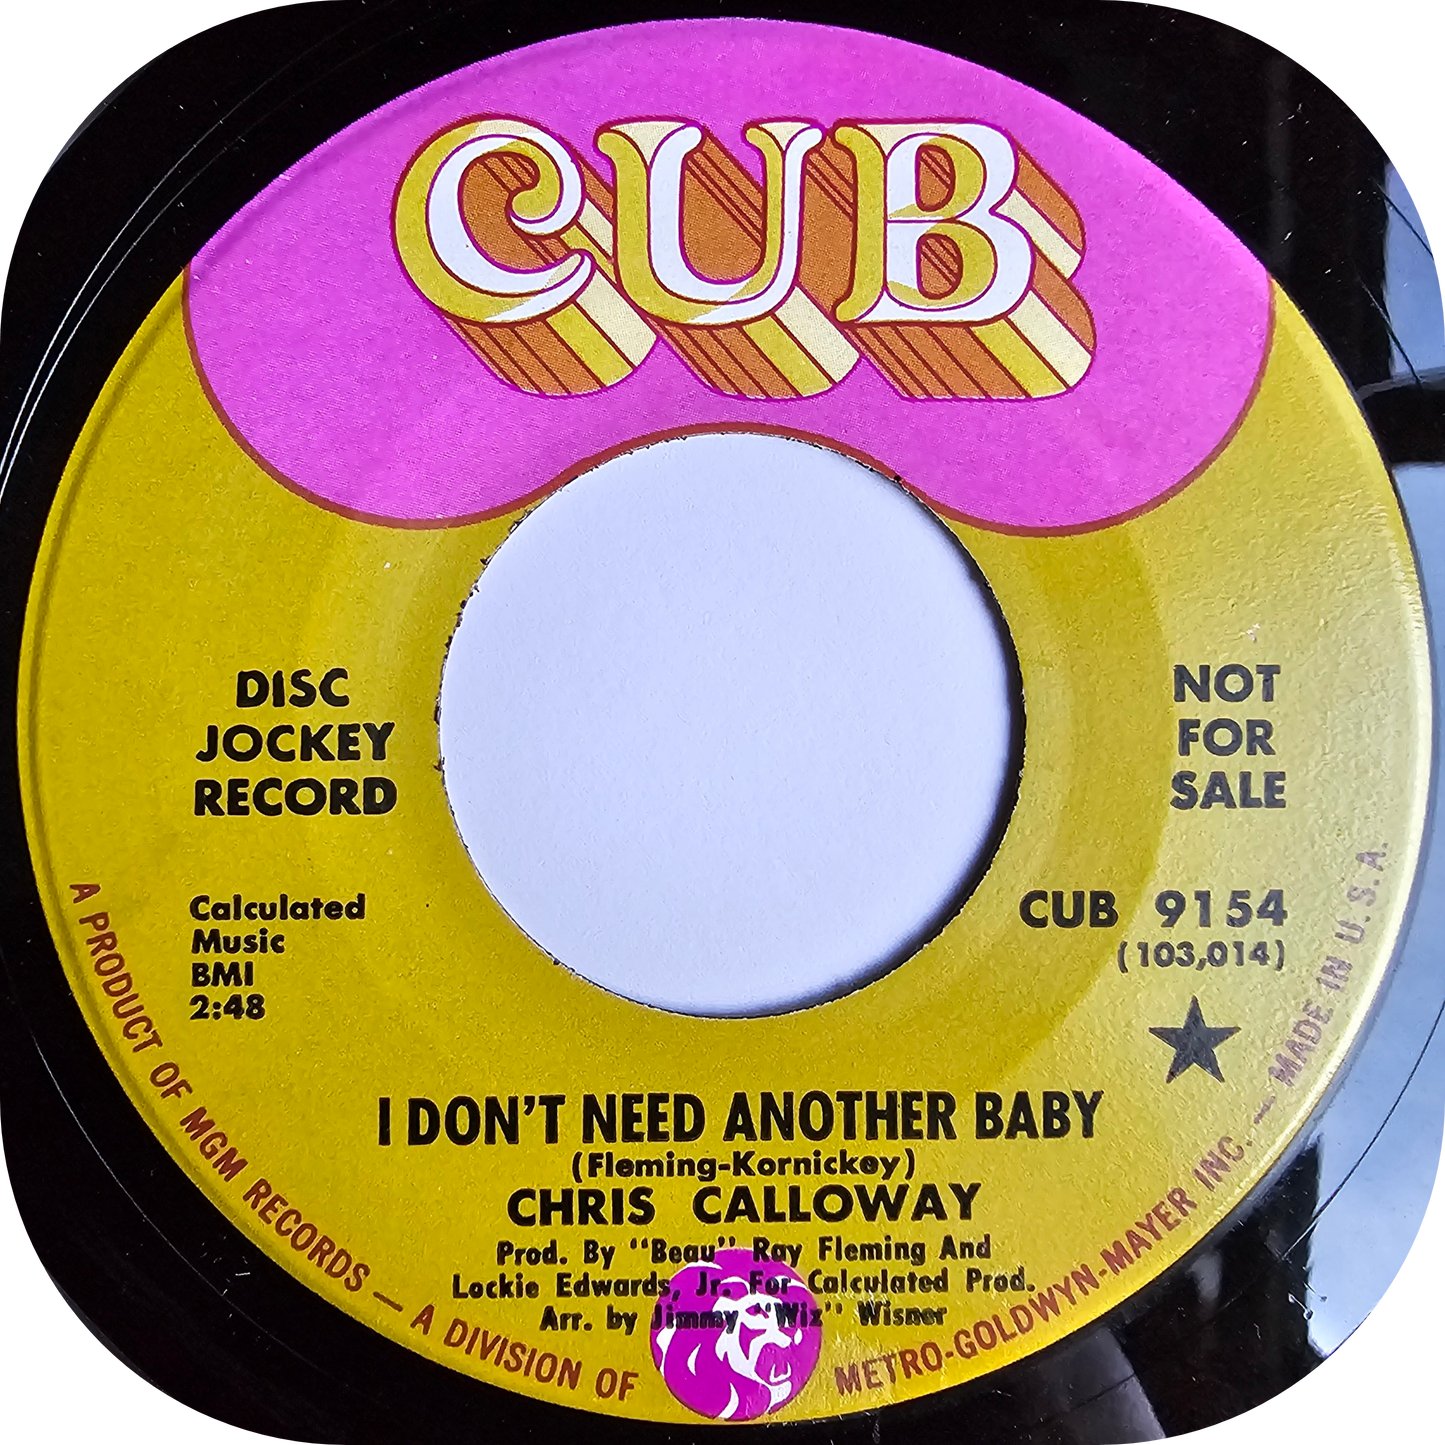 CUB
DISC
JOCKEY
RECORD
NOT
FOR
SALE
Calculated
Music
BMI
2:48
CUB 9154
(103,014)
I DON'T NEED ANOTHER BABY
(Fleming-Kornickey)
CHRIS CALLOWAY
Prod. By "Beau" Ray Fleming And
Lockie Edwards, Jr. For Calculated Prod.
Arr. by Jimmy "Wiz" Wisner
A PRODUCT OF MGM RECORDS — A DIVISION OF METRO-GOLDWYN-MAYER INC. — MADE IN U.S.A.